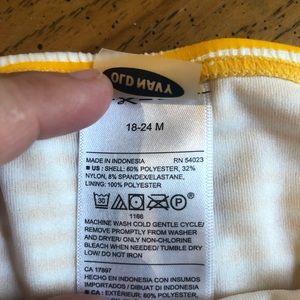 OLD NAVY
18-24 M
MADE IN INDONESIA RN 54023
■ US : SHELL: 60% POLYESTER, 32%
NYLON, 8% SPANDEX/ELASTANE,
LINING: 100% POLYESTER
30 P
1166
MACHINE WASH COLD GENTLE CYCLE/
REMOVE PROMPTLY FROM WASHER
AND DRYER/ ONLY NON-CHLORINE
BLEACH WHEN NEEDED/ TUMBLE DRY
LOW/ DO NOT IRON
CA 17897
HECHO EN INDONESIA CON INSUMOS
IMPORTADOS / DIBUAT DI INDONESIA
■ CA : EXTÉRIEUR: 60% POLYESTER,